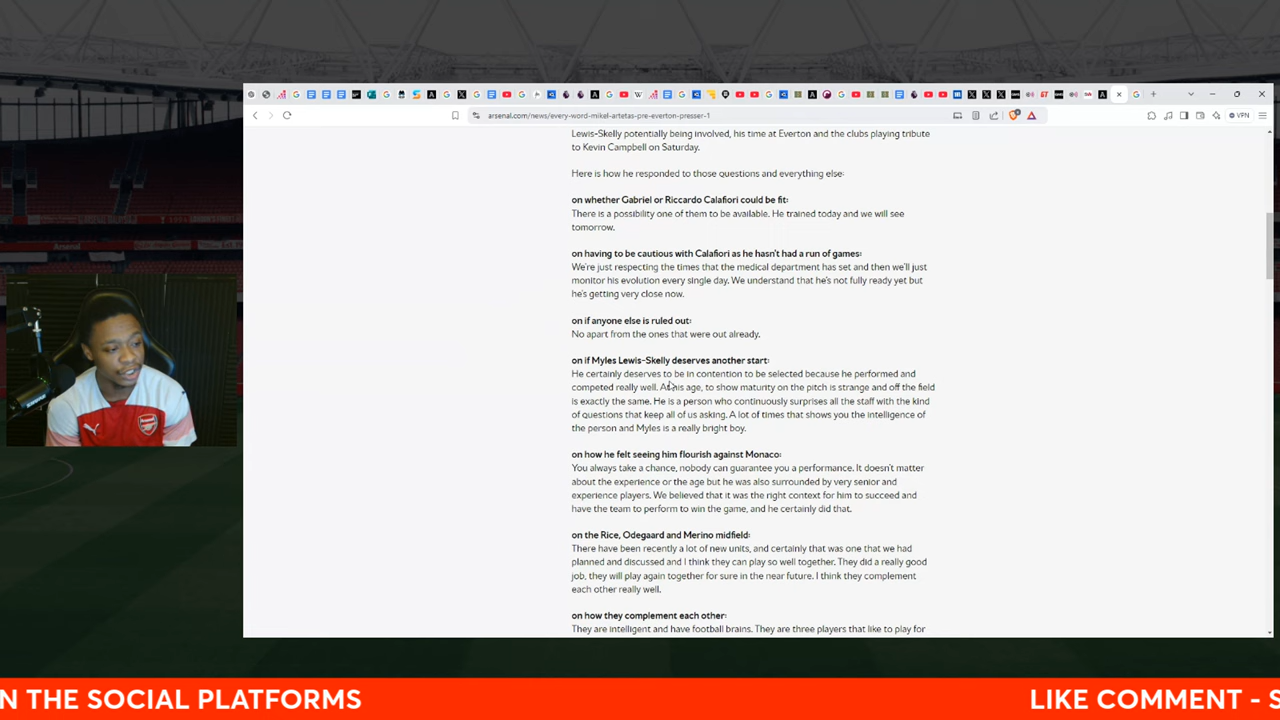 VPN
arsenal.com/news/every-word-mikel-artetas-pre-everton-presser-1
Lewis-Skelly potentially being involved, his time at Everton and the clubs playing tribute
to Kevin Campbell on Saturday.
Here is how he responded to those questions and everything else:
on whether Gabriel or Riccardo Calafiori could be fit:
There is a possibility one of them to be available. He trained today and we will see
tomorrow.
on having to be cautious with Calafiori as he hasn't had a run of games:
We're just respecting the times that the medical department has set and then we'll just
monitor his evolution every single day. We understand that he's not fully ready yet but
he's getting very close now.
on if anyone else is ruled out:
No apart from the ones that were out already.
on if Myles Lewis-Skelly deserves another start:
He certainly deserves to be in contention to be selected because he performed and
competed really well. At his age, to show maturity on the pitch is strange and off the field
is exactly the same. He is a person who continuously surprises all the staff with the kind
of questions that keep all of us asking. A lot of times that shows you the intelligence of
the person and Myles is a really bright boy.
on how he felt seeing him flourish against Monaco:
You always take a chance, nobody can guarantee you a performance. It doesn't matter
about the experience or the age but he was also surrounded by very senior and
experience players. We believed that it was the right context for him to succeed and
have the team to perform to win the game, and he certainly did that.
on the Rice, Odegaard and Merino midfield:
There have been recently a lot of new units, and certainly that was one that we had
planned and discussed and I think they can play so well together. They did a really good
job, they will play again together for sure in the near future. I think they complement
each other really well.
on how they complement each other:
They are intelligent and have football brains. They are three players that like to play for
N THE SOCIAL PLATFORMS
LIKE COMMENT - S